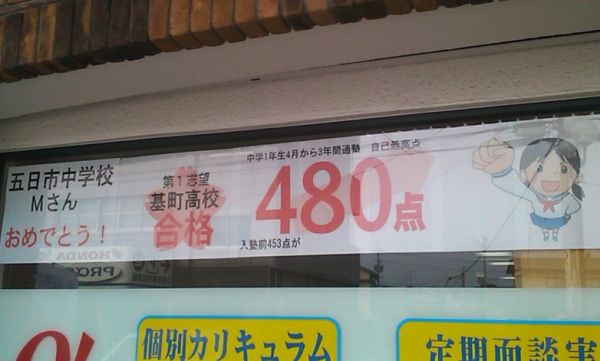 五日市中学校
Mさん
おめでとう！
第1志望
基町高校
合格
中学1年生4月から3年間通塾 自己最高点
480点
入塾前453点が
HONDA
PRO
個別カリキュラム
定期面談実